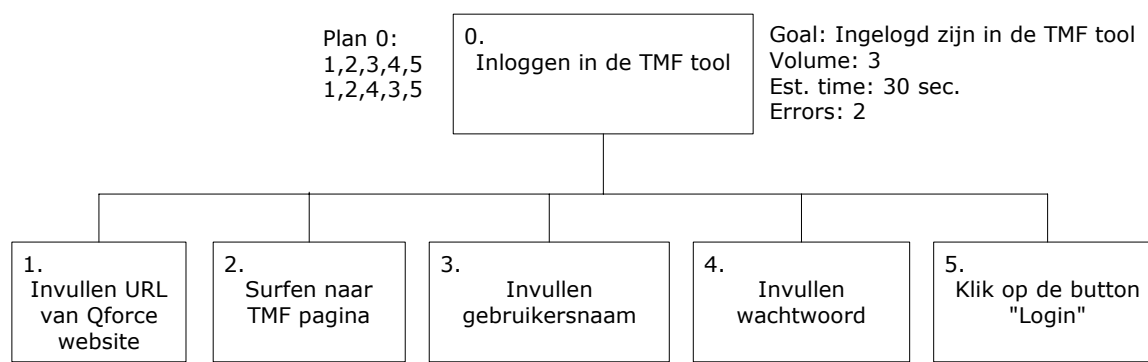 Plan 0:
1,2,3,4,5
1,2,4,3,5
0.
Inloggen in de TMF tool
Goal: Ingelogd zijn in de TMF tool
Volume: 3
Est. time: 30 sec.
Errors: 2
1.
Invullen URL
van Qforce
website
2.
Surfen naar
TMF pagina
3.
Invullen
gebruikersnaam
4.
Invullen
wachtwoord
5.
Klik op de button
"Login"